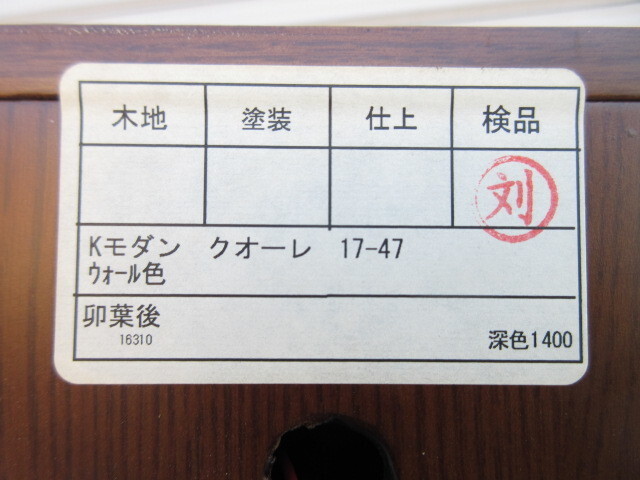 木地 塗装 仕上 検品
刘
Kモダン クオーレ 17-47
ｳｫｰﾙ色
卯葉後
16310 深色1400